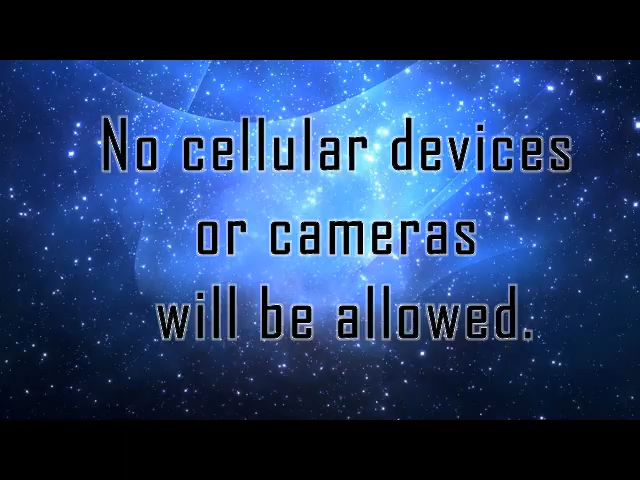 No cellular devices
or cameras
will be allowed.